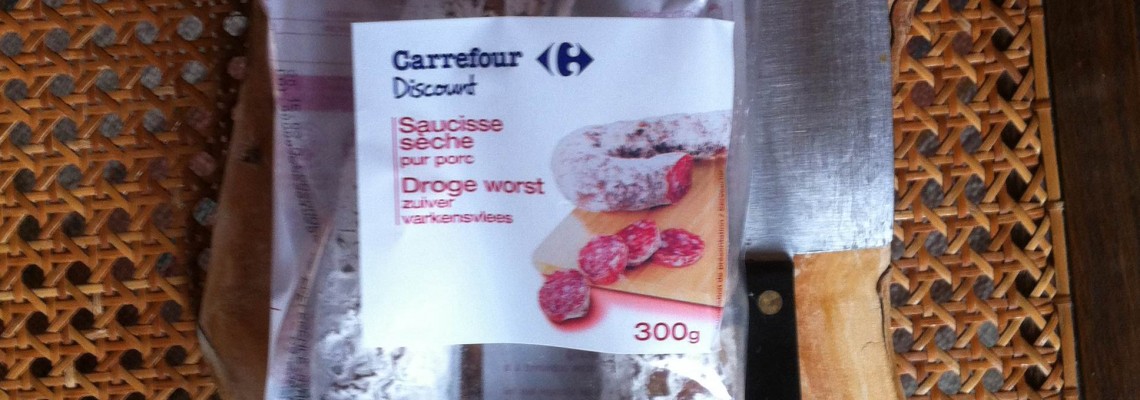 Carrefour
Discount
Saucisse
sèche
pur porc
Droge worst
zuiver
varkensvlees
300g